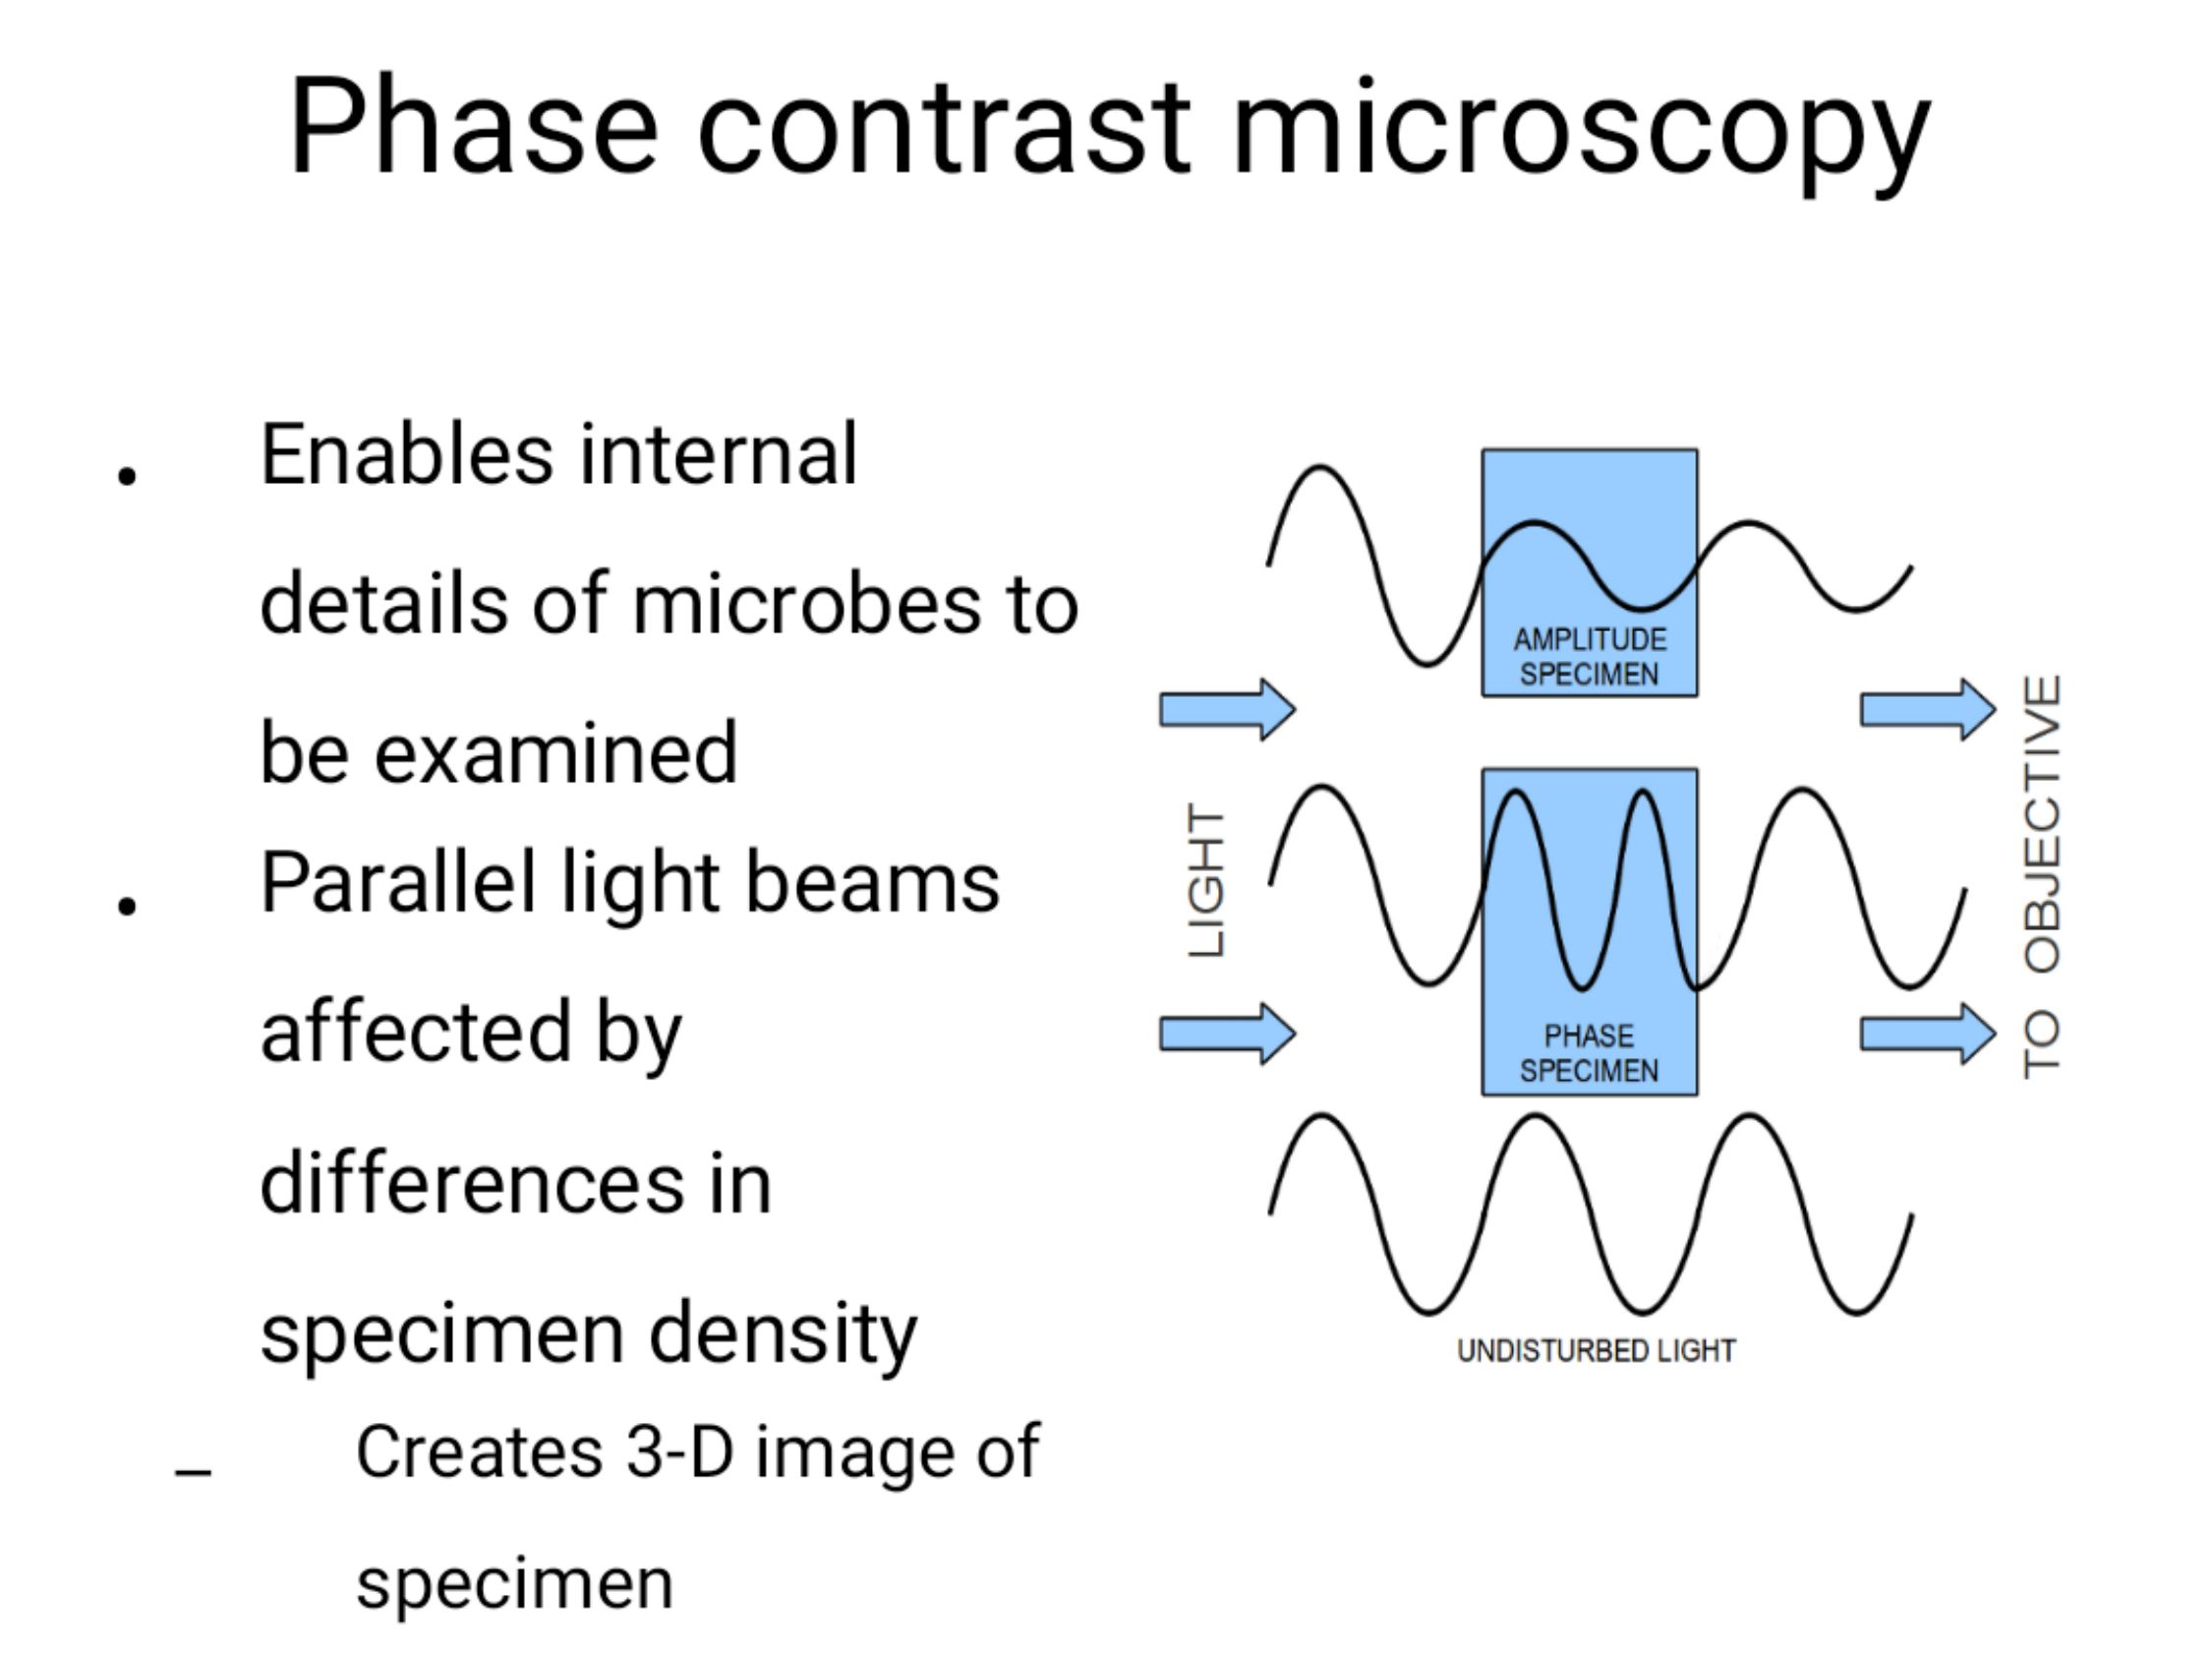 Phase contrast microscopy
• Enables internal
details of microbes to
be examined
• Parallel light beams
affected by
differences in
specimen density
– Creates 3-D image of
specimen
AMPLITUDE
SPECIMEN
LIGHT
TO OBJECTIVE
PHASE
SPECIMEN
UNDISTURBED LIGHT